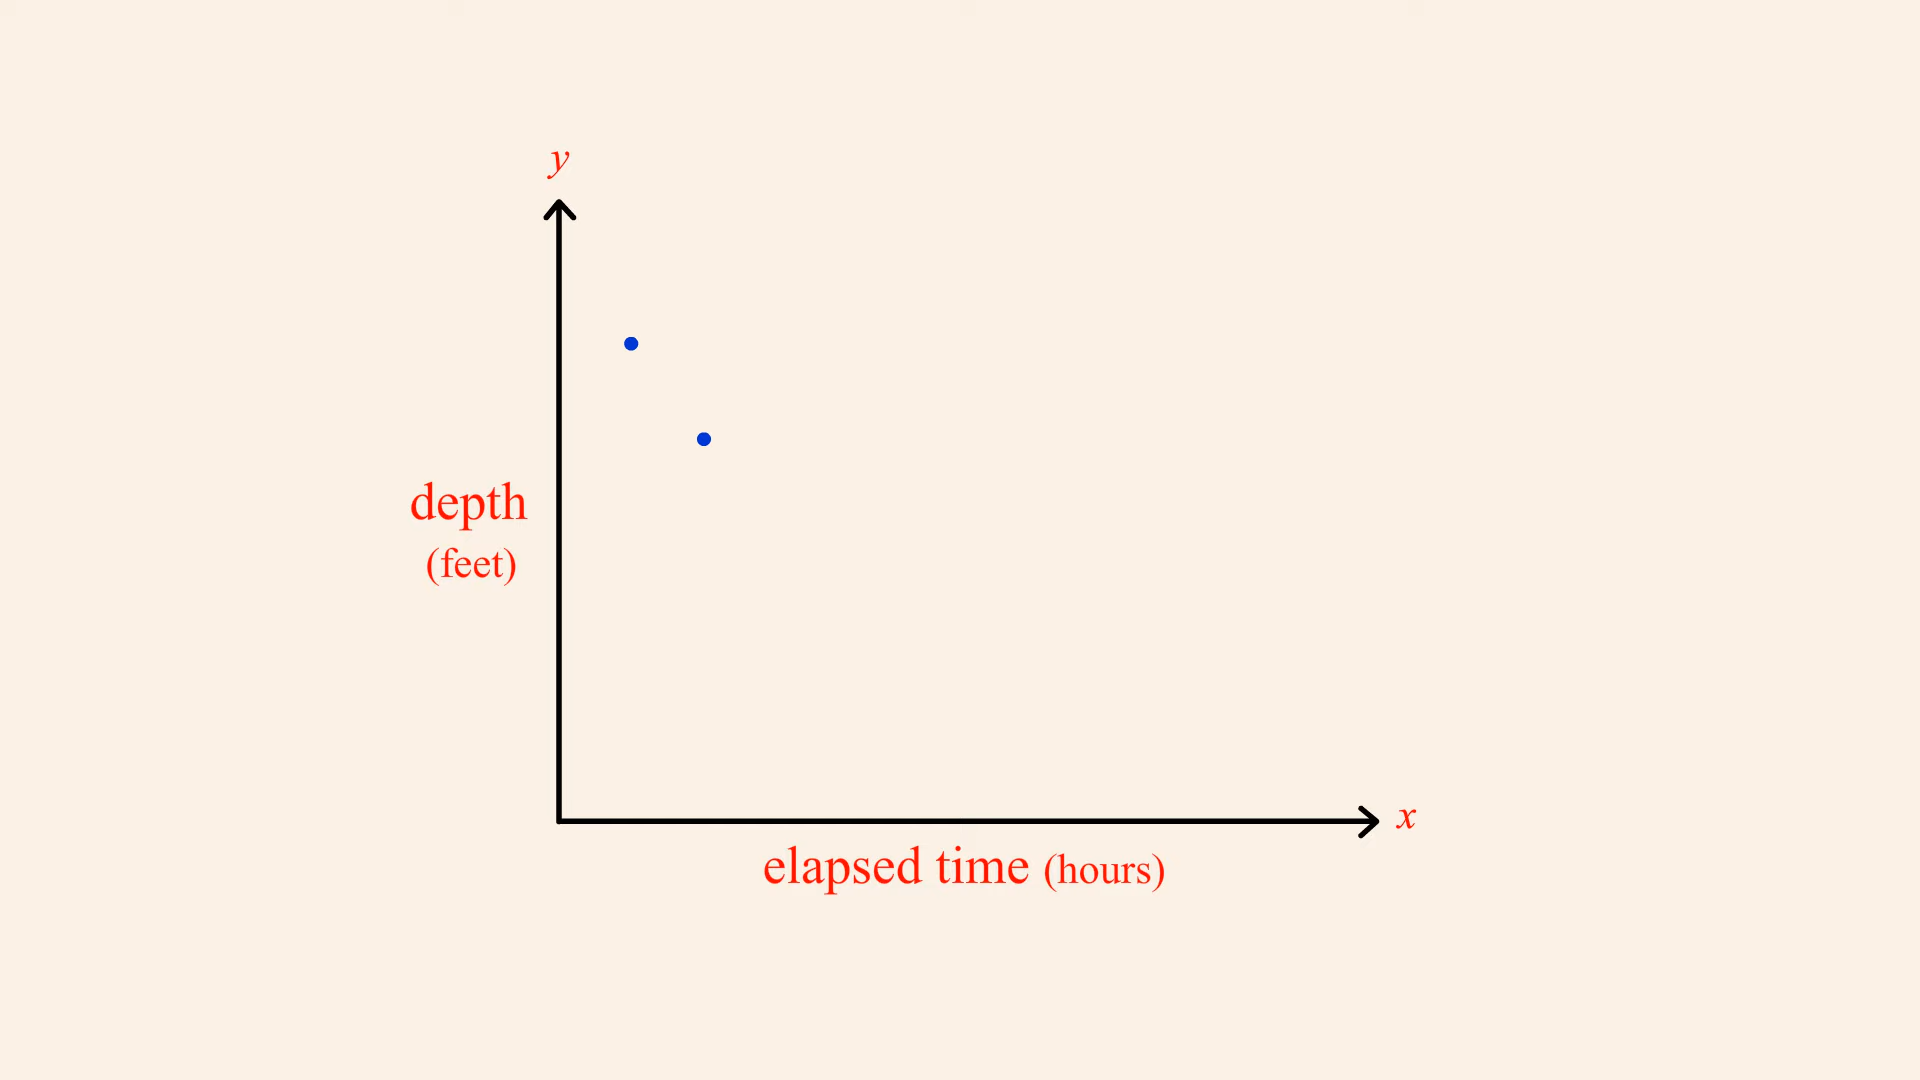 y
depth
(feet)
x
elapsed time (hours)